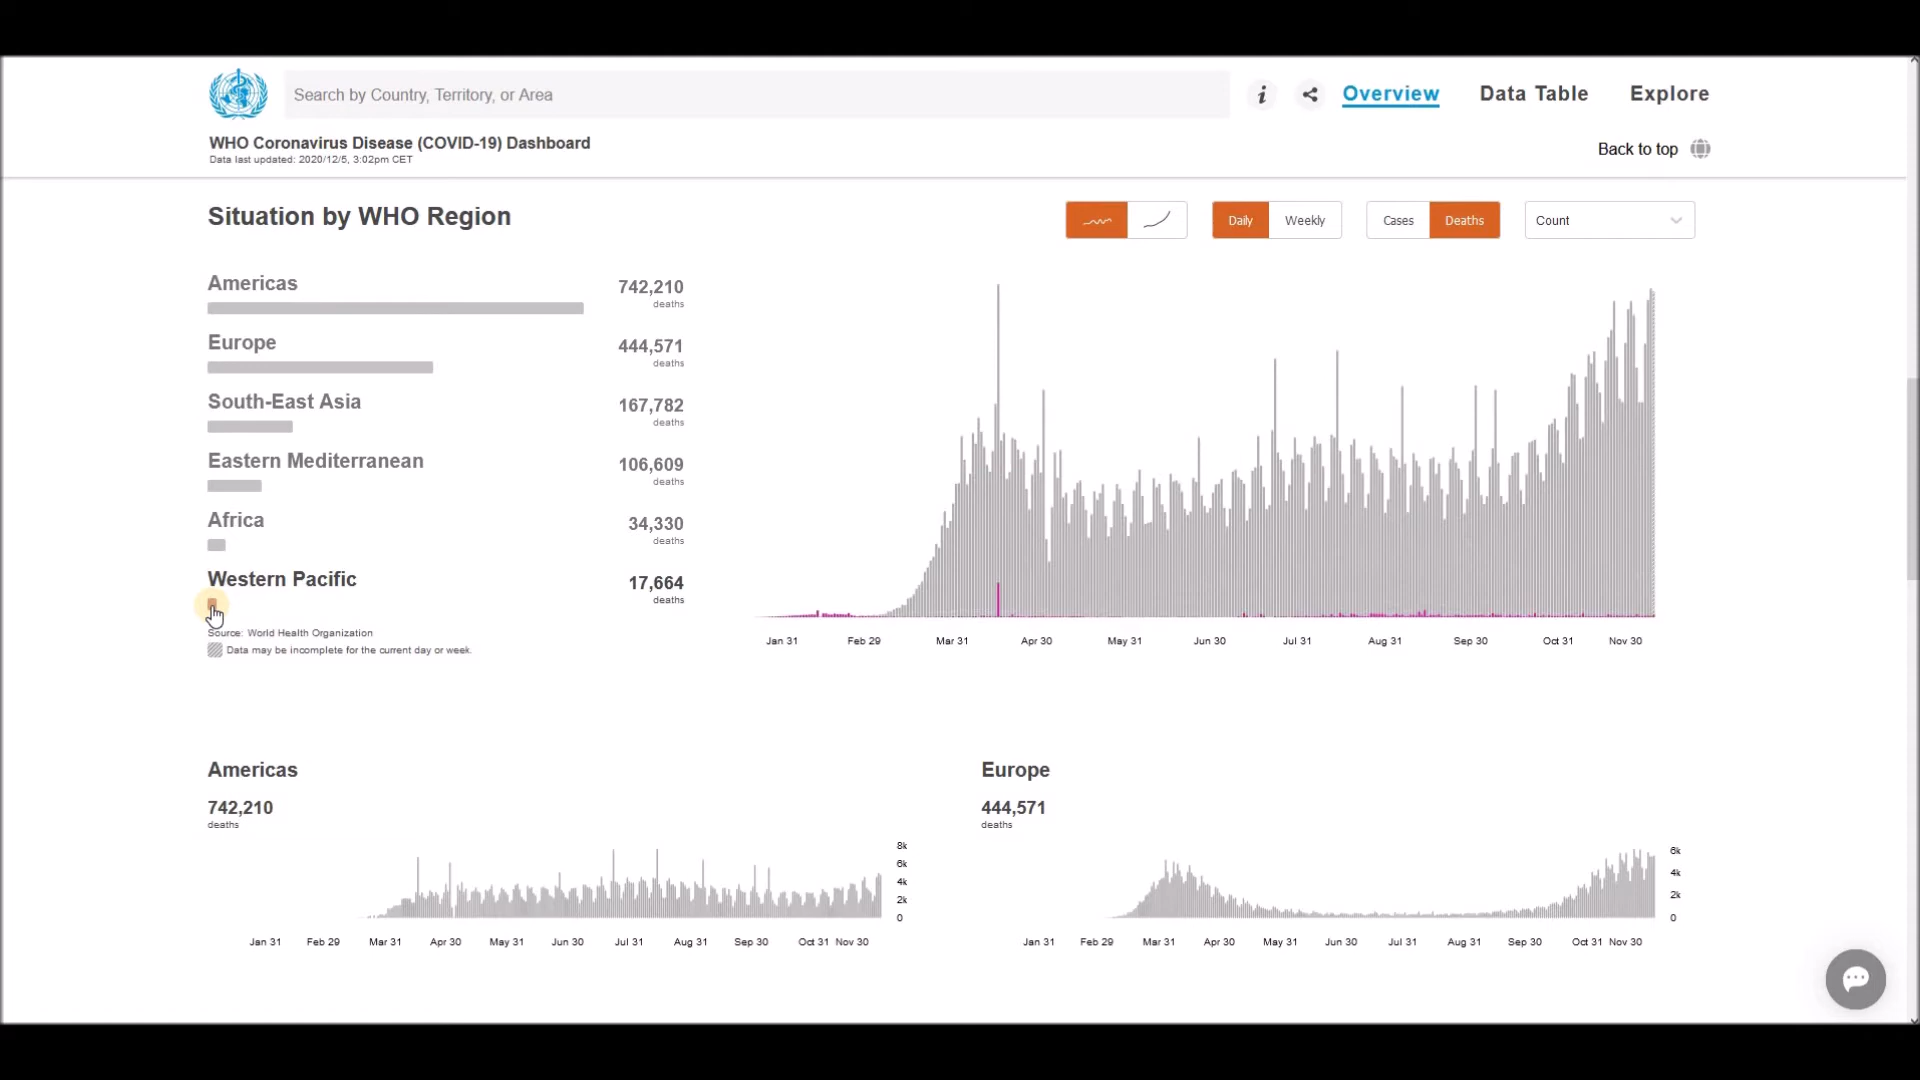 Search by Country, Territory, or Area
i
Overview
Data Table
Explore
WHO Coronavirus Disease (COVID-19) Dashboard
Data last updated: 2020/12/5, 3:02pm CET
Back to top
Situation by WHO Region
Daily
Weekly
Cases
Deaths
Count
Americas
742,210
deaths
Europe
444,571
deaths
South-East Asia
167,782
deaths
Eastern Mediterranean
106,609
deaths
Africa
34,330
deaths
Western Pacific
17,664
deaths
Source: World Health Organization
Data may be incomplete for the current day or week.
Jan 31 Feb 29 Mar 31 Apr 30 May 31 Jun 30 Jul 31 Aug 31 Sep 30 Oct 31 Nov 30
Americas
742,210
deaths
8k
6k
4k
2k
0
Jan 31 Feb 29 Mar 31 Apr 30 May 31 Jun 30 Jul 31 Aug 31 Sep 30 Oct 31 Nov 30
Europe
444,571
deaths
6k
4k
2k
0
Jan 31 Feb 29 Mar 31 Apr 30 May 31 Jun 30 Jul 31 Aug 31 Sep 30 Oct 31 Nov 30